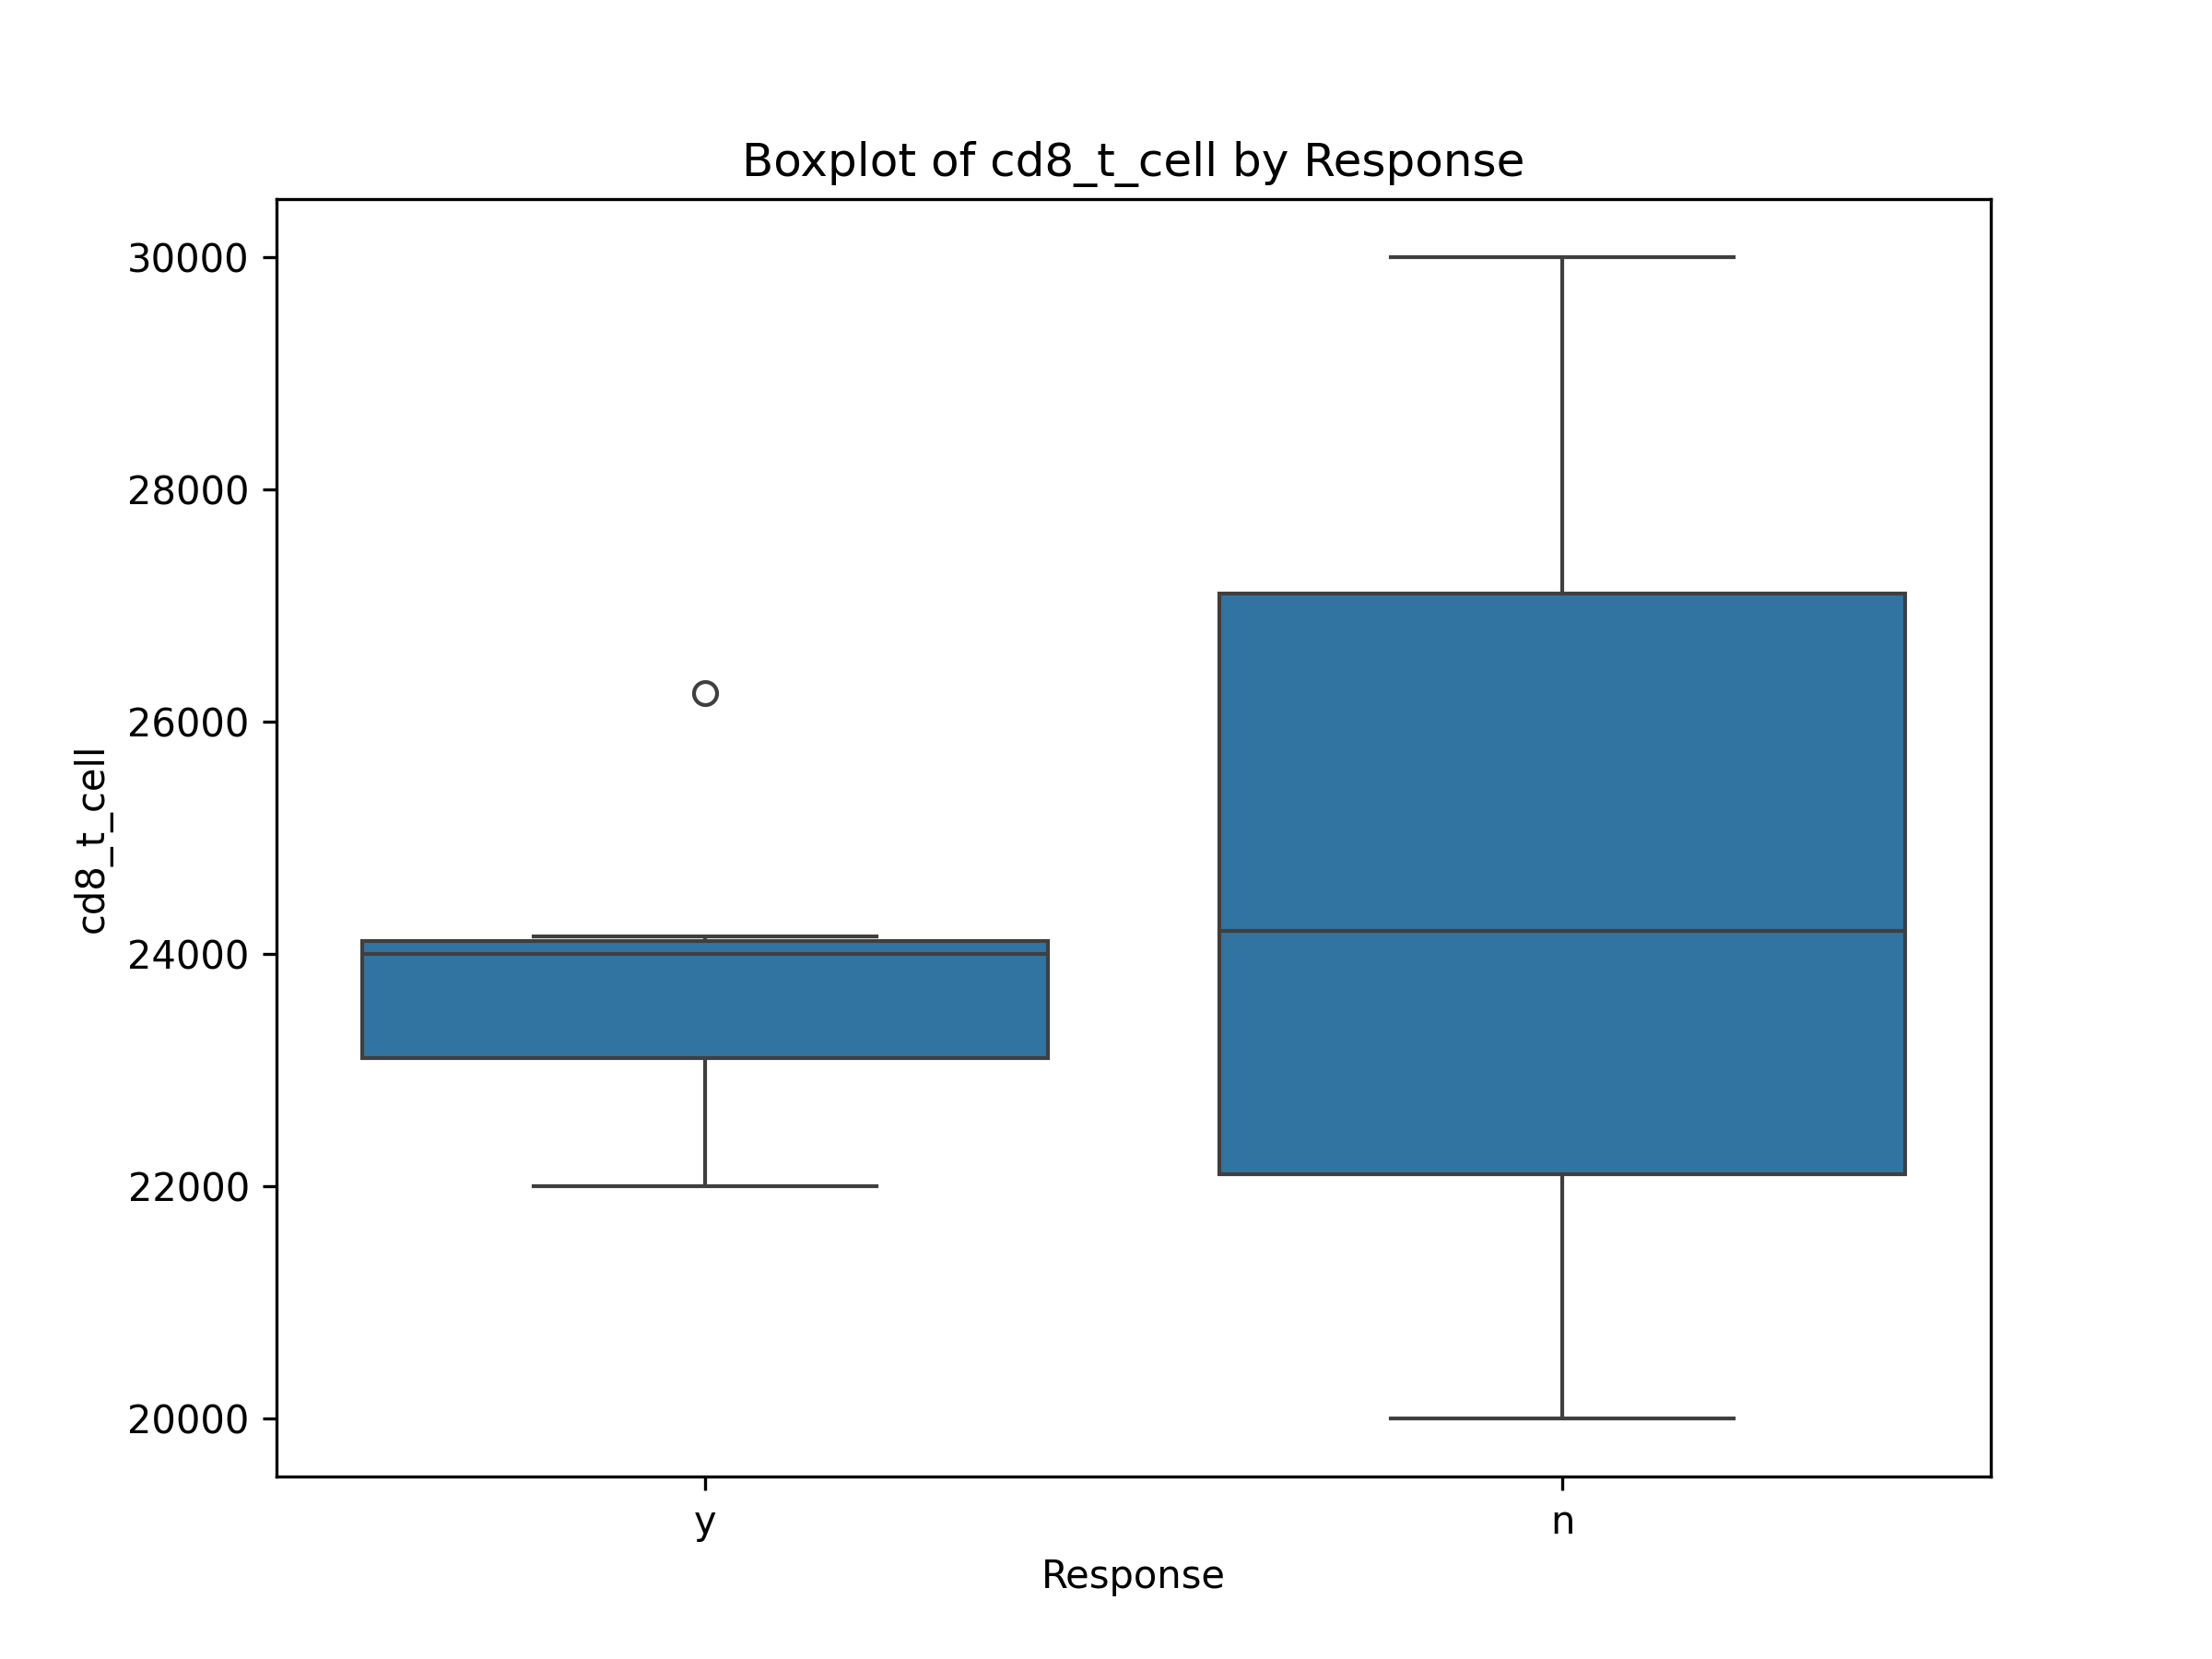 Boxplot of cd8_t_cell by Response
30000
28000
26000
24000
22000
20000
cd8_t_cell
y
n
Response